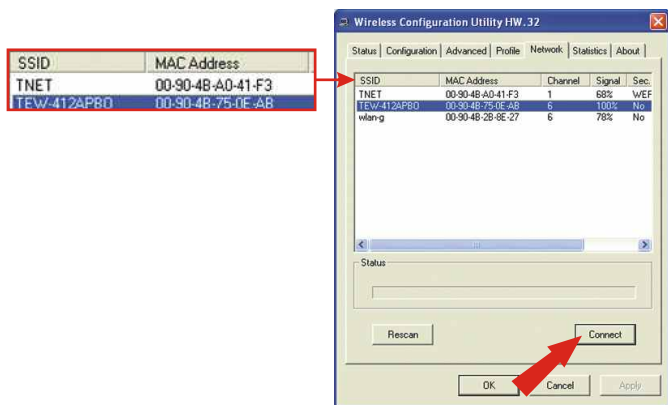 SSID MAC Address
TNET 00-90-4B-A0-41-F3
TEW-412APBO 00-90-4B-75-0E-AB
Wireless Configuration Utility HW.32
Status Configuration Advanced Profile Network Statistics About
SSID MAC Address Channel Signal Sec.
TNET 00-90-4B-A0-41-F3 1 68% WEF
TEW-412APBO 00-90-4B-75-0E-AB 6 100% No
wlan-g 00-90-4B-2B-8E-27 6 78% No
Status
Rescan Connect
OK Cancel Apply